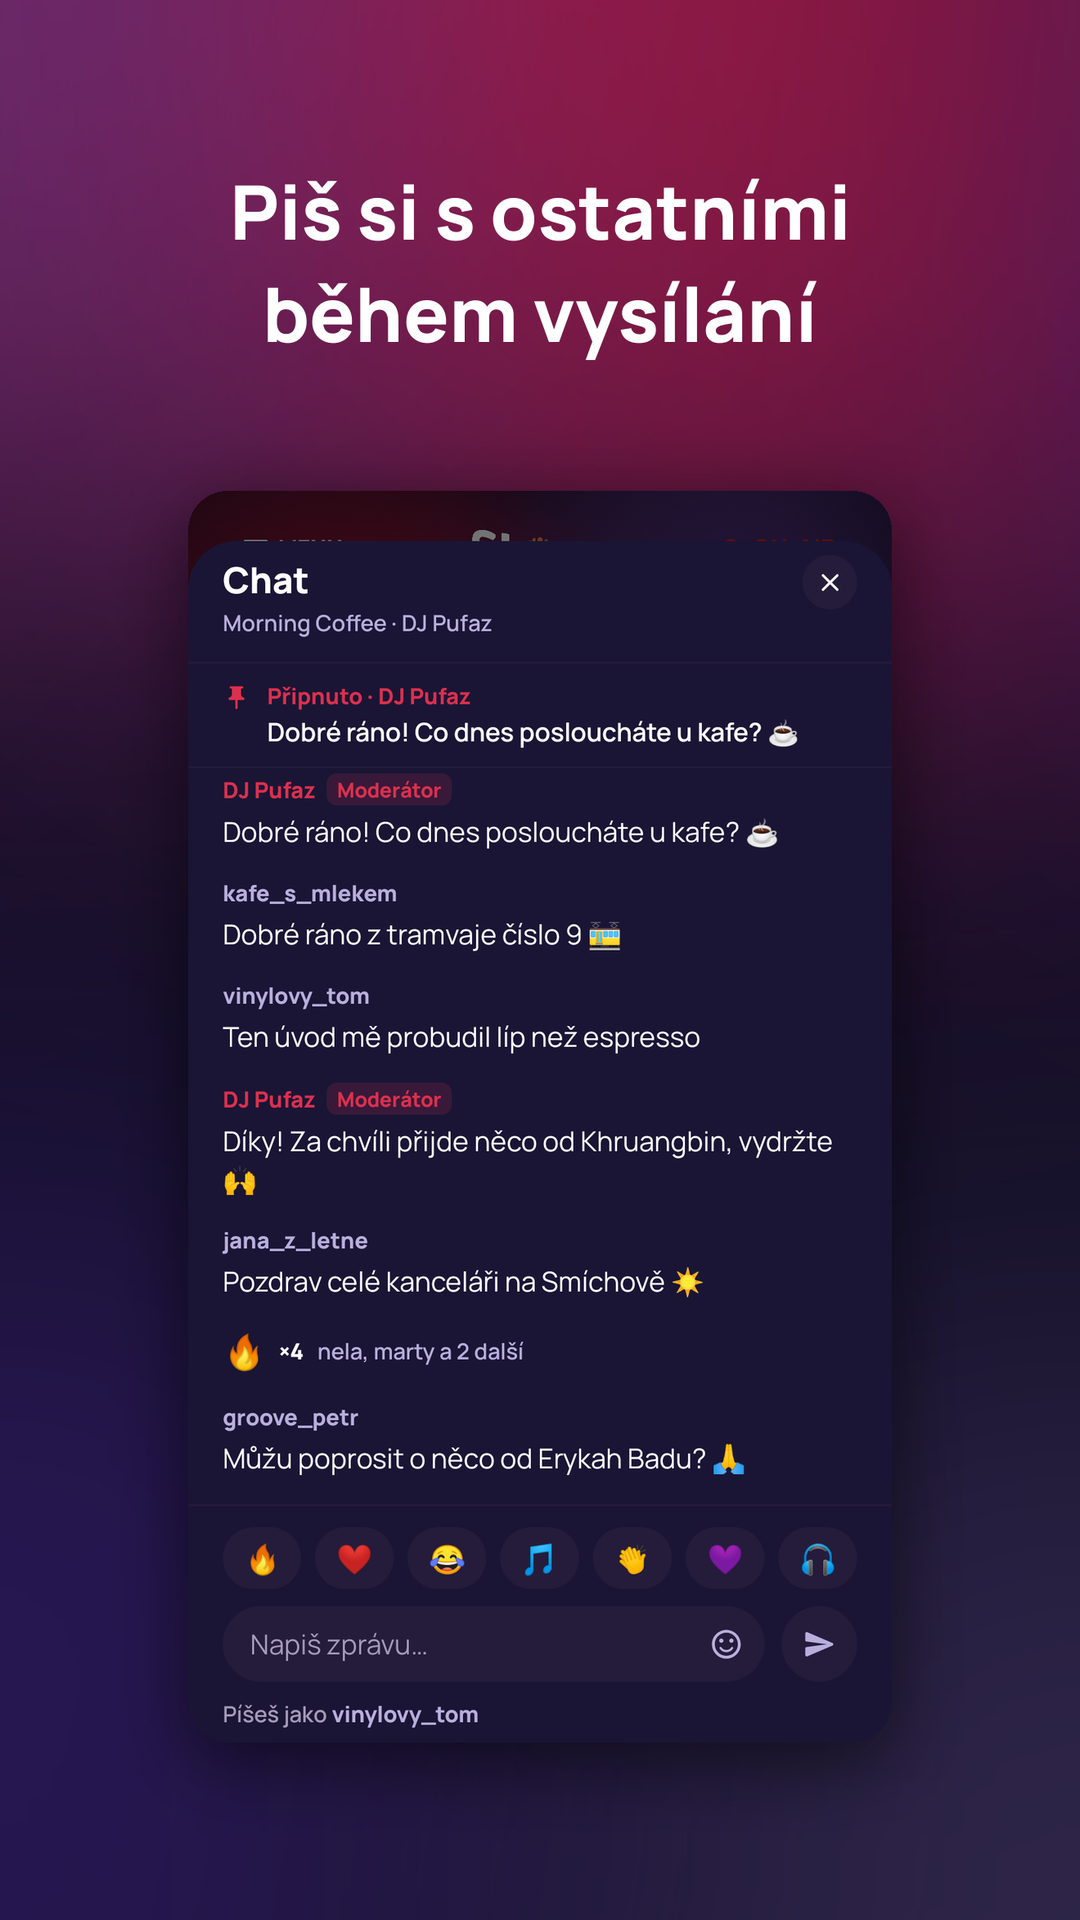 Piš si s ostatními
během vysílání
Chat
Morning Coffee · DJ Pufaz
Připnuto · DJ Pufaz
Dobré ráno! Co dnes posloucháte u kafe? ☕
DJ Pufaz Moderátor
Dobré ráno! Co dnes posloucháte u kafe? ☕
kafe_s_mlekem
Dobré ráno z tramvaje číslo 9 🚋
vinylovy_tom
Ten úvod mě probudil líp než espresso
DJ Pufaz Moderátor
Díky! Za chvíli přijde něco od Khruangbin, vydržte
🙌
jana_z_letne
Pozdrav celé kanceláři na Smíchově ☀️
🔥 ×4 nela, marty a 2 další
groove_petr
Můžu poprosit o něco od Erykah Badu? 🙏
🔥 ❤️ 😂 🎵 👏 💜 🎧
Napiš zprávu...
Píšeš jako vinylovy_tom